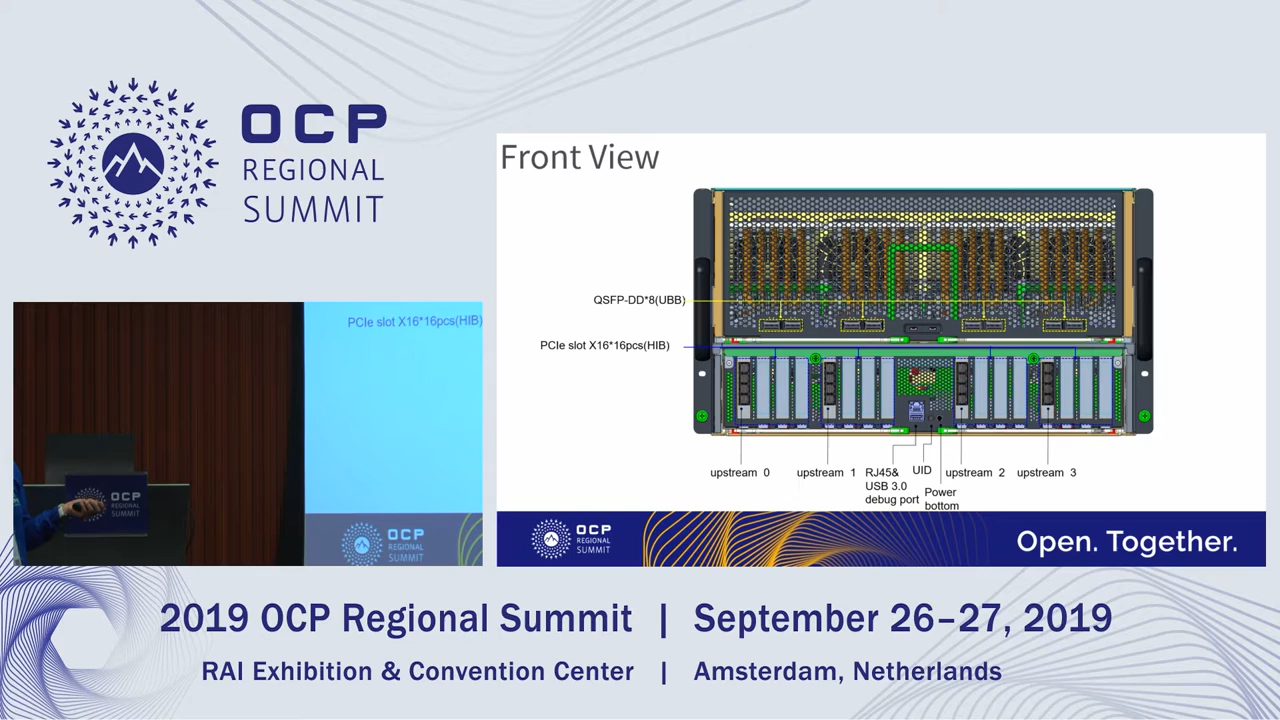 OCP
REGIONAL
SUMMIT
Front View
QSFP-DD*8(UBB)
PCIe slot X16*16pcs(HIB)
upstream 0
upstream 1
RJ45&
USB 3.0
debug port
UID
Power
bottom
upstream 2
upstream 3
OCP
REGIONAL
SUMMIT
Open. Together.
PCIe slot X16*16pcs(HIB)
OCP
REGIONAL
SUMMIT
OCP
REGIONAL
SUMMIT
2019 OCP Regional Summit | September 26–27, 2019
RAI Exhibition & Convention Center | Amsterdam, Netherlands